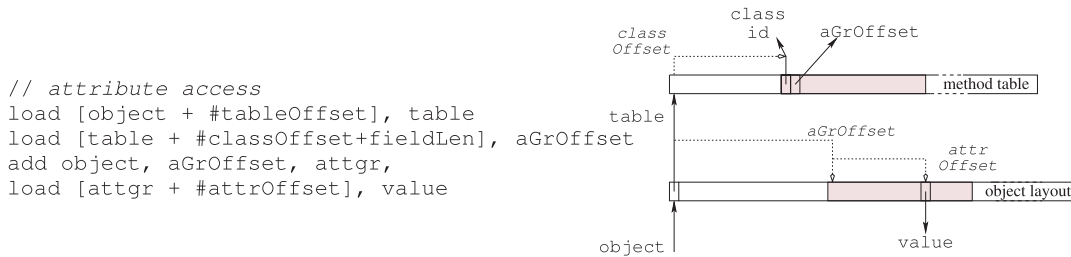 // attribute access
load [object + #tableOffset], table
load [table + #classOffset+fieldLen], aGrOffset
add object, aGrOffset, attgr,
load [attgr + #attrOffset], value
class
id
aGrOffset
class
Offset
method table
table
aGrOffset
attr
Offset
object layout
object
value